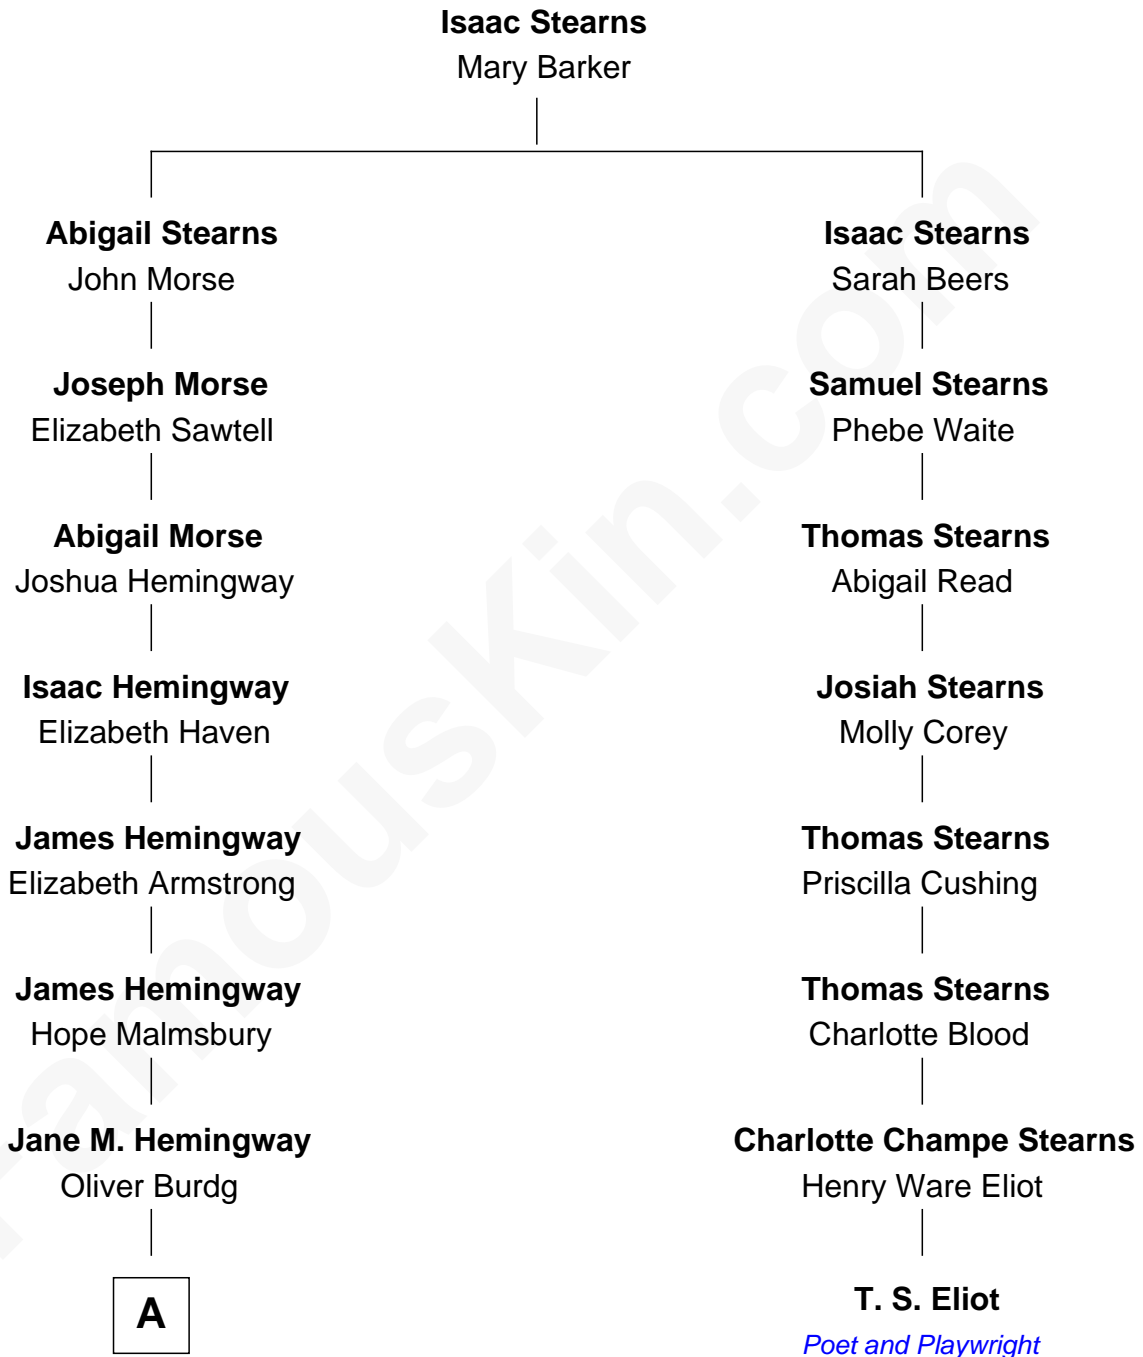 Isaac Stearns
Mary Barker
Abigail Stearns
John Morse
Isaac Stearns
Sarah Beers
Joseph Morse
Elizabeth Sawtell
Samuel Stearns
Phebe Waite
Abigail Morse
Joshua Hemingway
Thomas Stearns
Abigail Read
Isaac Hemingway
Elizabeth Haven
Josiah Stearns
Molly Corey
James Hemingway
Elizabeth Armstrong
Thomas Stearns
Priscilla Cushing
James Hemingway
Hope Malmsbury
Thomas Stearns
Charlotte Blood
Jane M. Hemingway
Oliver Burdg
Charlotte Champe Stearns
Henry Ware Eliot
A
T. S. Eliot
Poet and Playwright
FamousKin.com